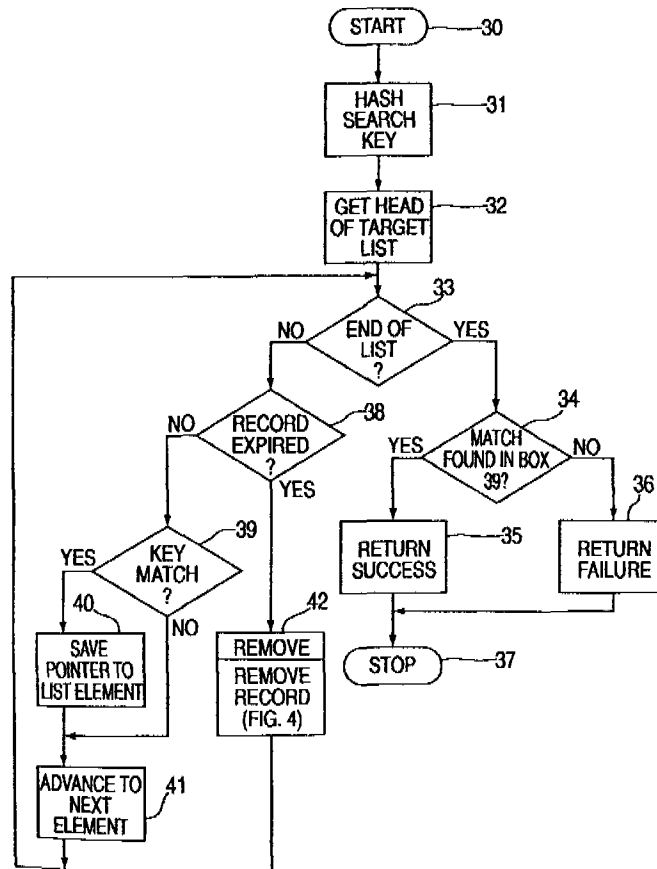 START
30
HASH
SEARCH
KEY
31
GET HEAD
OF TARGET
LIST
32
33
NO
END OF
LIST
?
YES
38
NO
RECORD
EXPIRED
?
YES
34
YES
MATCH
FOUND IN BOX
39?
NO
39
YES
KEY
MATCH
?
NO
35
RETURN
SUCCESS
36
RETURN
FAILURE
40
SAVE
POINTER TO
LIST ELEMENT
42
REMOVE
REMOVE
RECORD
(FIG. 4)
STOP
37
ADVANCE TO
NEXT
ELEMENT
41